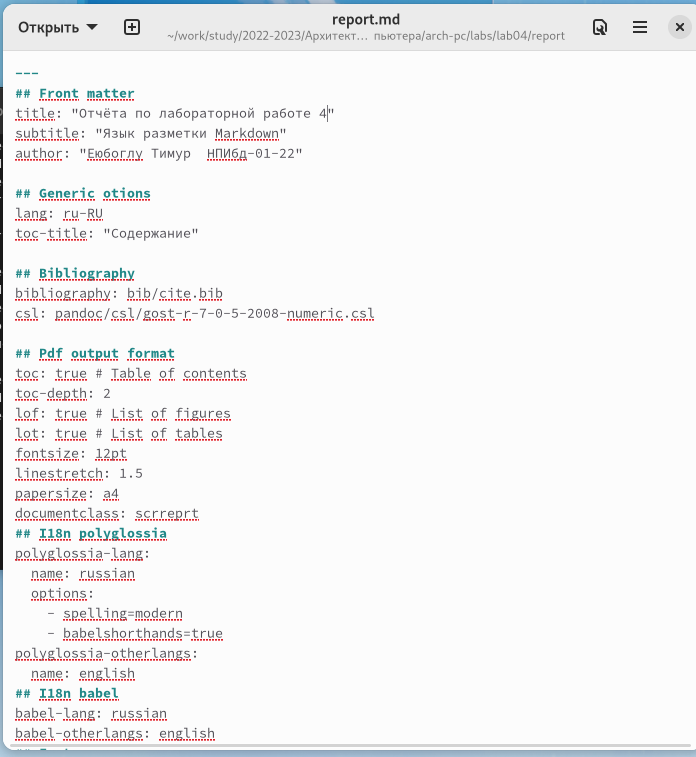 Открыть
report.md
~/work/study/2022-2023/Архитект… пьютера/arch-pc/labs/lab04/report
---
## Front matter
title: "Отчёта по лабораторной работе 4"
subtitle: "Язык разметки Markdown"
author: "Еюбоглу Тимур  НПИбд-01-22"
## Generic otions
lang: ru-RU
toc-title: "Содержание"
## Bibliography
bibliography: bib/cite.bib
csl: pandoc/csl/gost-r-7-0-5-2008-numeric.csl
## Pdf output format
toc: true # Table of contents
toc-depth: 2
lof: true # List of figures
lot: true # List of tables
fontsize: 12pt
linestretch: 1.5
papersize: a4
documentclass: scrreprt
## I18n polyglossia
polyglossia-lang:
  name: russian
  options:
    - spelling=modern
    - babelshorthands=true
polyglossia-otherlangs:
  name: english
## I18n babel
babel-lang: russian
babel-otherlangs: english